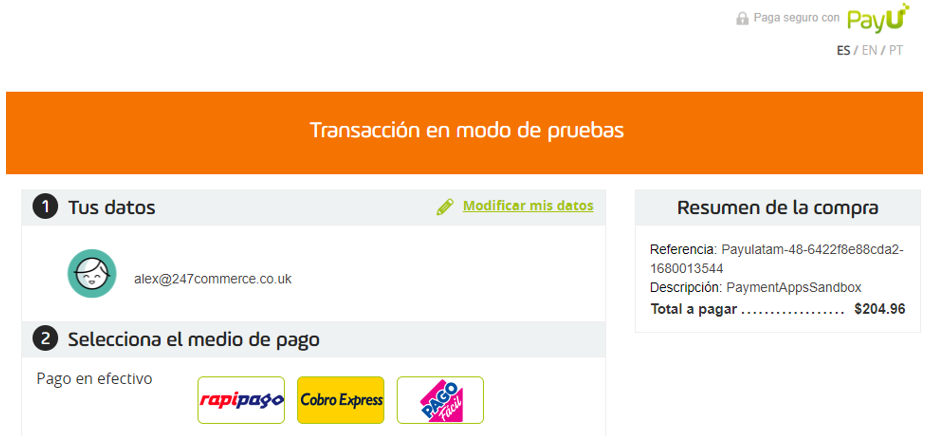 Paga seguro con PayU
ES / EN / PT
Transacción en modo de pruebas
1 Tus datos
Modificar mis datos
alex@247commerce.co.uk
2 Selecciona el medio de pago
Pago en efectivo
rapipago
Cobro Express
PAGO
Fácil
Resumen de la compra
Referencia: Payulatam-48-6422f8e88cda2-
1680013544
Descripción: PaymentAppsSandbox
Total a pagar .................. $204.96